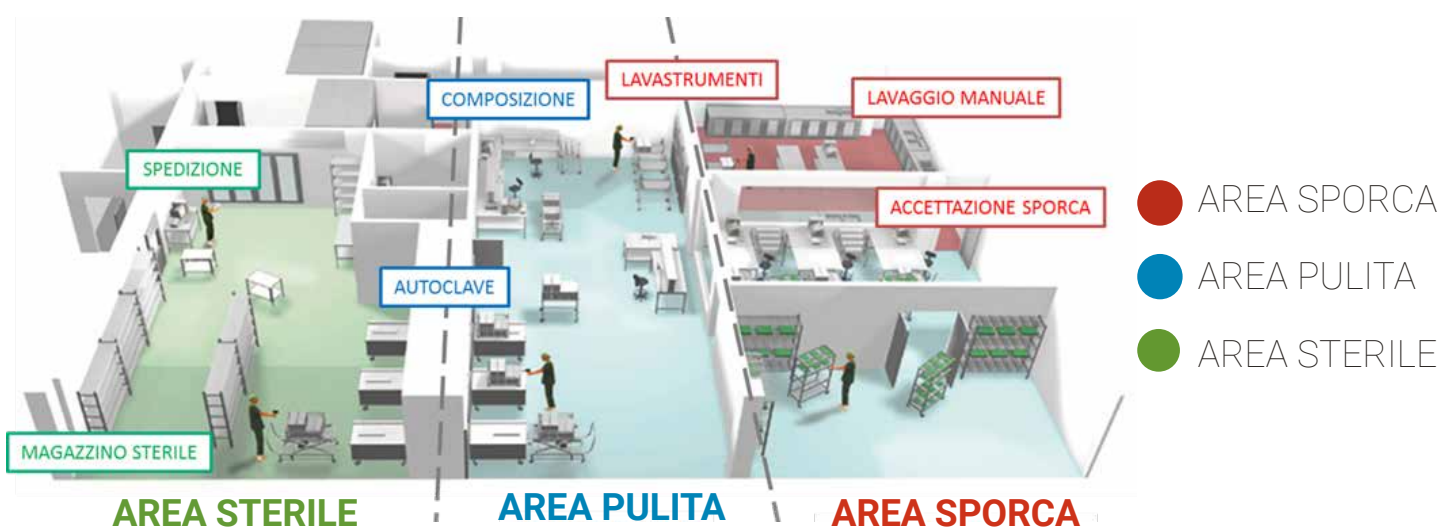 LAVASTRUMENTI
COMPOSIZIONE
LAVAGGIO MANUALE
SPEDIZIONE
ACCETTAZIONE SPORCA
AUTOCLAVE
MAGAZZINO STERILE
AREA STERILE
AREA PULITA
AREA SPORCA
AREA SPORCA
AREA PULITA
AREA STERILE